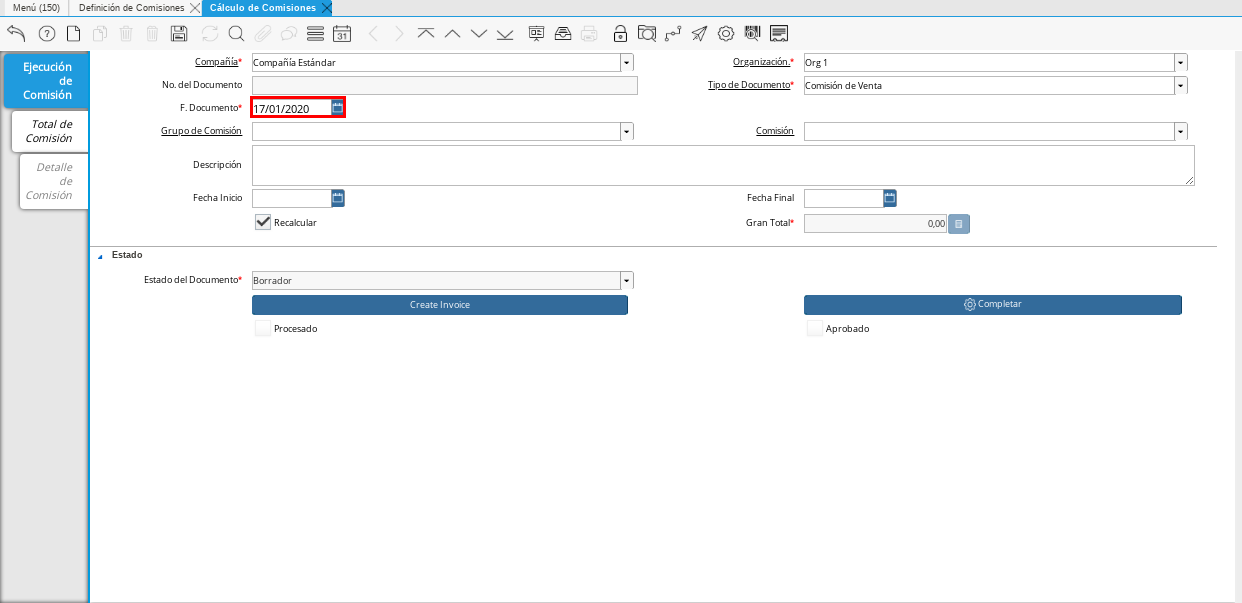 Menú (150) Definición de Comisiones Cálculo de Comisiones
31
Ejecución
de
Comisión
Total de
Comisión
Detalle
de
Comisión
Compañía* Compañía Estándar Organización.* Org 1
No. del Documento Tipo de Documento* Comisión de Venta
F. Documento* 17/01/2020
Grupo de Comisión Comisión
Descripción
Fecha Inicio Fecha Final
Recalcular Gran Total* 0,00
Estado
Estado del Documento* Borrador
Create Invoice Completar
Procesado Aprobado